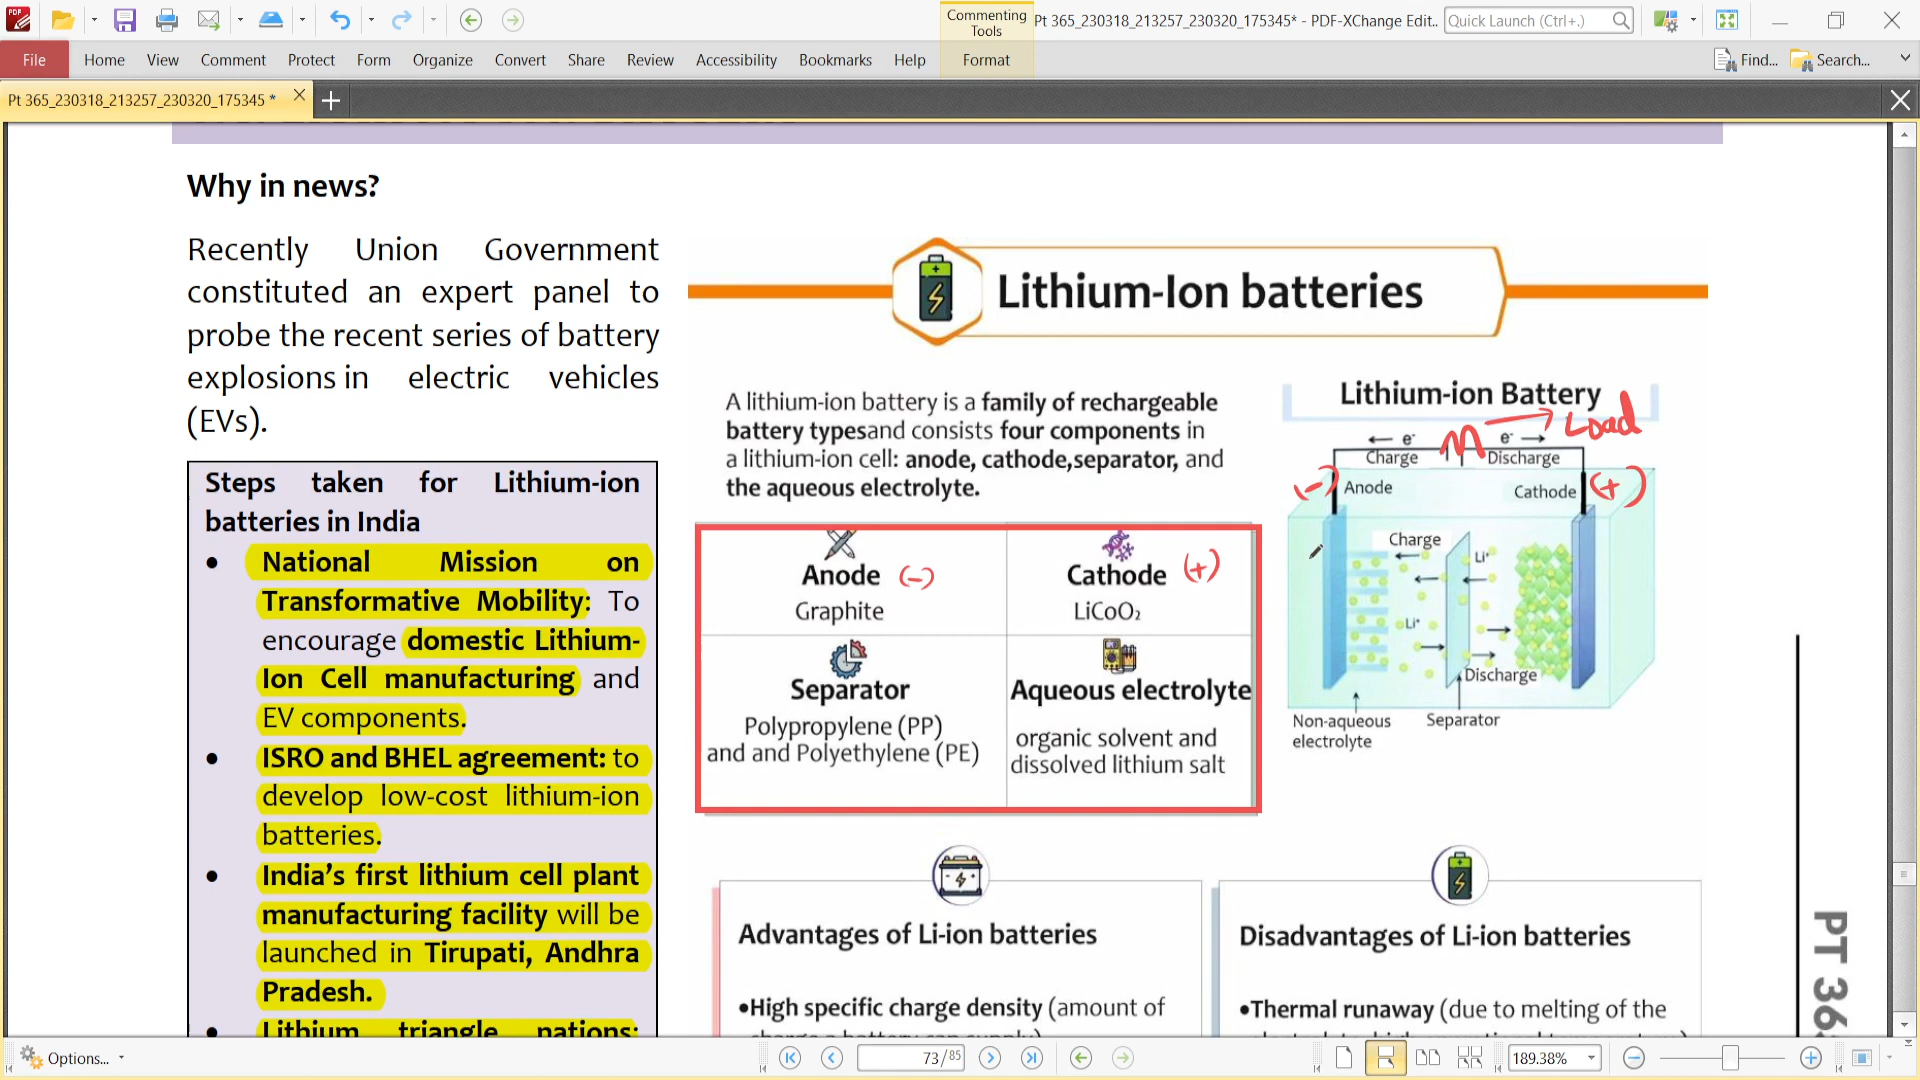 Commenting Tools
Pt 365_230318_213257_230320_175345* - PDF-XChange Edit..
Quick Launch (Ctrl+.)
File Home View Comment Protect Form Organize Convert Share Review Accessibility Bookmarks Help Format Find... Search...
Pt 365_230318_213257_230320_175345 *
Why in news?
Recently Union Government
constituted an expert panel to
probe the recent series of battery
explosions in electric vehicles
(EVs).
Steps taken for Lithium-ion
batteries in India
• National Mission on
Transformative Mobility: To
encourage domestic Lithium-
Ion Cell manufacturing and
EV components.
• ISRO and BHEL agreement: to
develop low-cost lithium-ion
batteries.
• India's first lithium cell plant
manufacturing facility will be
launched in Tirupati, Andhra
Pradesh.
• Lithium triangle nations:
Lithium-Ion batteries
A lithium-ion battery is a family of rechargeable
battery typesand consists four components in
a lithium-ion cell: anode, cathode,separator, and
the aqueous electrolyte.
Anode (-)
Graphite
Cathode (+)
LiCoO₂
Separator
Polypropylene (PP)
and and Polyethylene (PE)
Aqueous electrolyte
organic solvent and
dissolved lithium salt
Lithium-ion Battery
Load
← e⁻ e⁻ →
Charge Discharge
(-) Anode Cathode (+)
Charge
Li⁺
Li⁺
Discharge
Non-aqueous
electrolyte
Separator
Advantages of Li-ion batteries
•High specific charge density (amount of
Disadvantages of Li-ion batteries
•Thermal runaway (due to melting of the
PT 36
Options...
73 / 85
189.38%